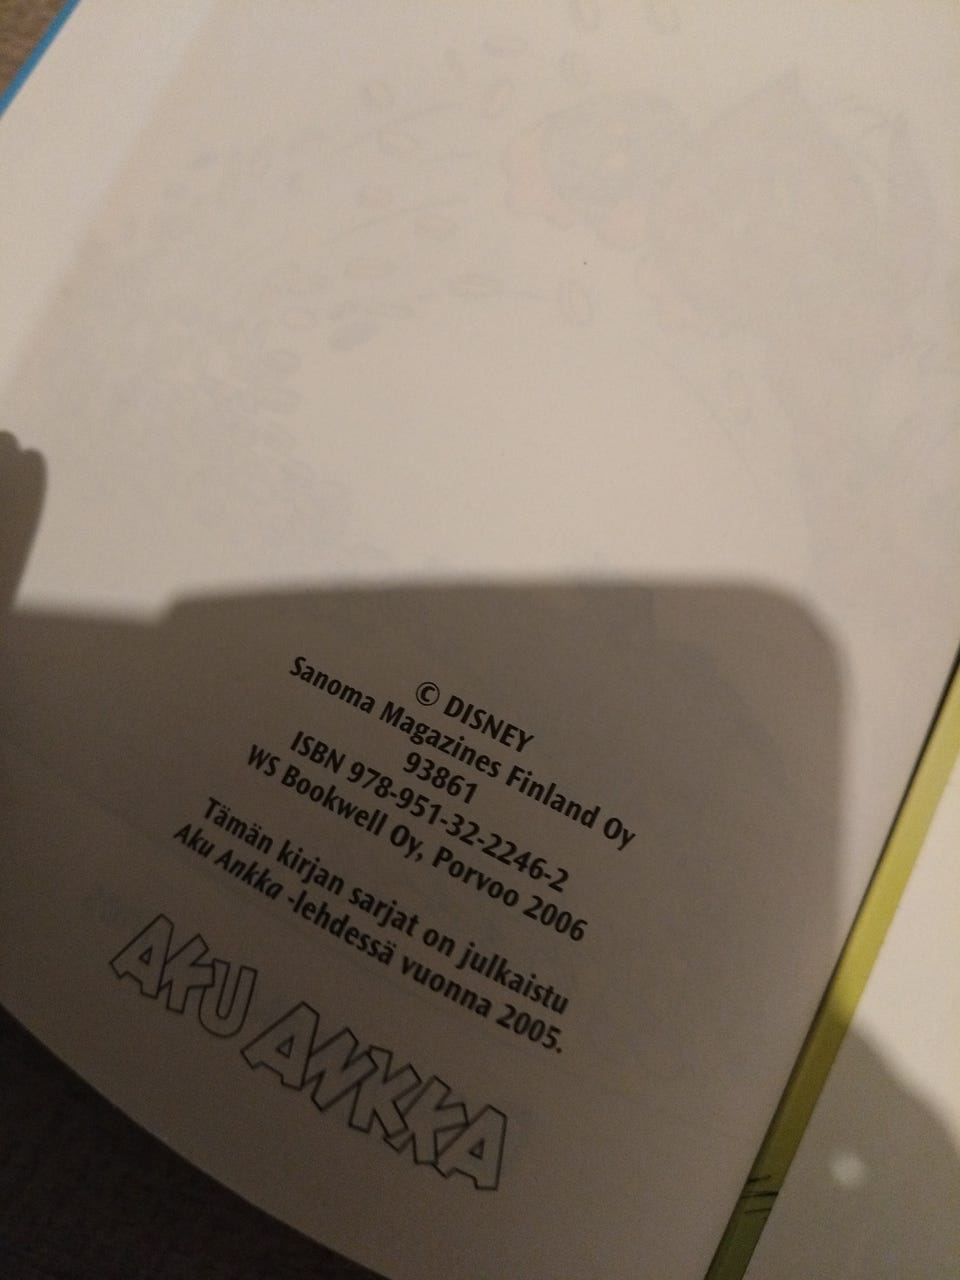 © DISNEY
Sanoma Magazines Finland Oy
93861
ISBN 978-951-32-2246-2
WS Bookwell Oy, Porvoo 2006
Tämän kirjan sarjat on julkaistu
Aku Ankka -lehdessä vuonna 2005.
AKU ANKKA